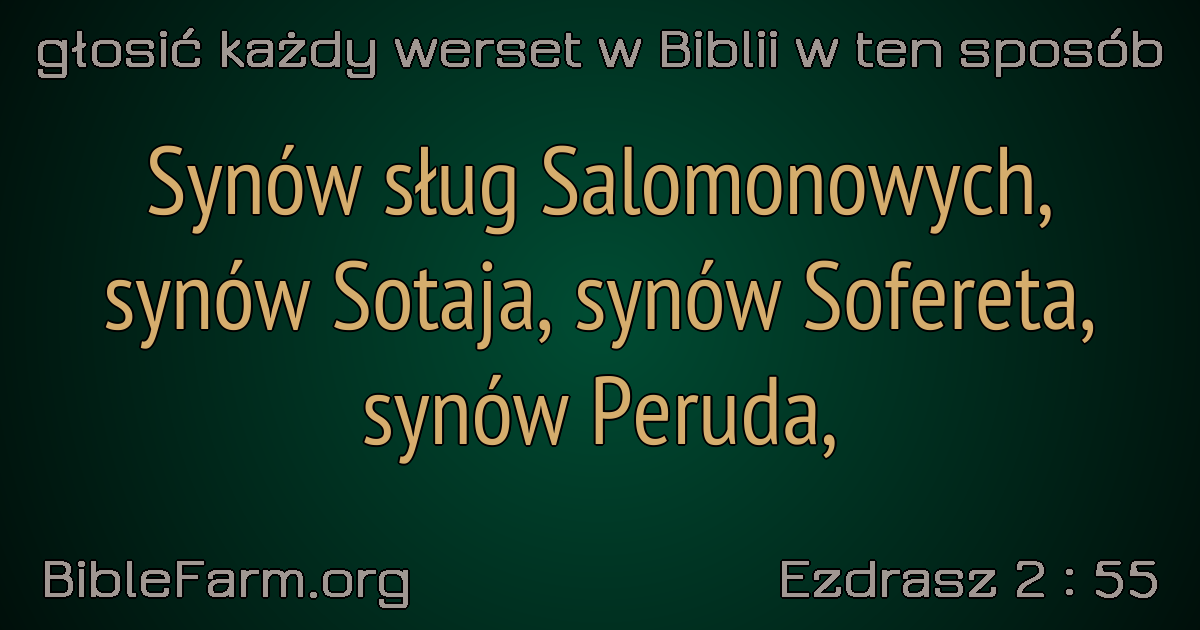 głosić każdy werset w Biblii w ten sposób
Synów sług Salomonowych,
synów Sotaja, synów Sofereta,
synów Peruda,
BibleFarm.org
Ezdrasz 2 : 55